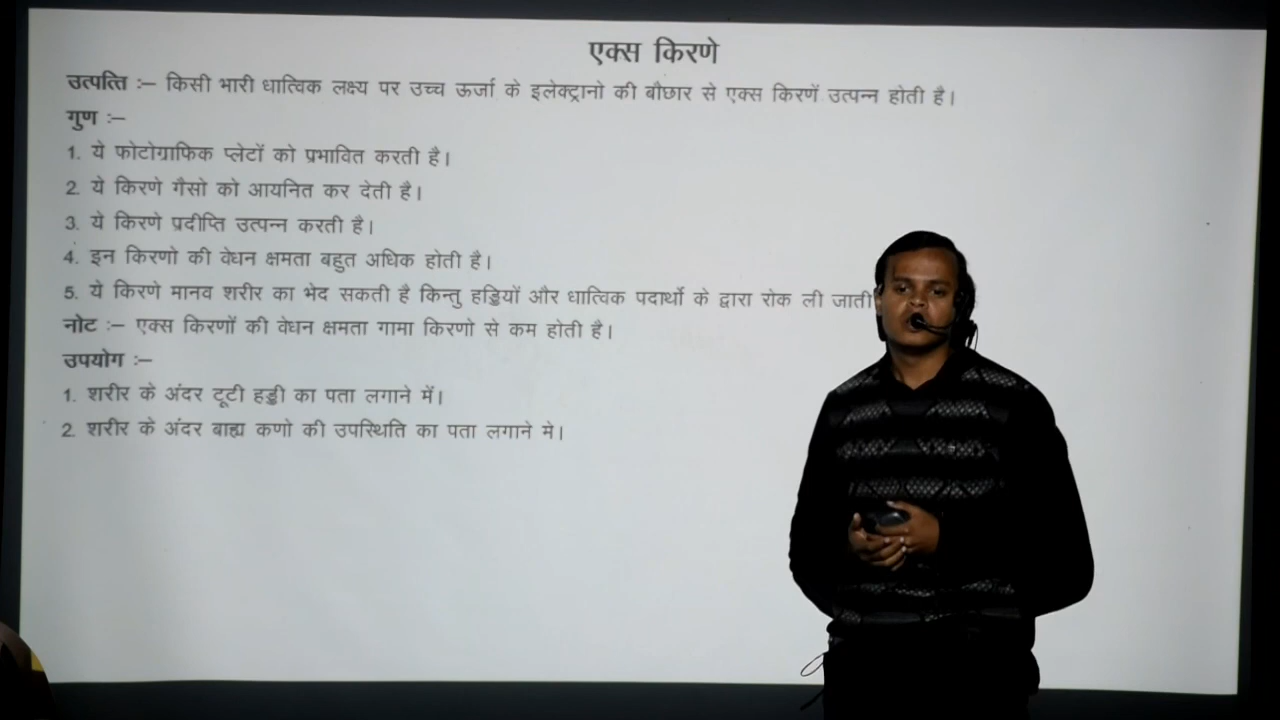 एक्स किरणे
उत्पत्ति :– किसी भारी धात्विक लक्ष्य पर उच्च ऊर्जा के इलेक्ट्रानो की बौछार से एक्स किरणें उत्पन्न होती है।
गुण :–
1. ये फोटोग्राफिक प्लेटों को प्रभावित करती है।
2. ये किरणे गैसो को आयनित कर देती है।
3. ये किरणे प्रदीप्ति उत्पन्न करती है।
4. इन किरणो की वेधन क्षमता बहुत अधिक होती है।
5. ये किरणे मानव शरीर का भेद सकती है किन्तु हड्डियों और धात्विक पदार्थो के द्वारा रोक ली जाती
नोट :– एक्स किरणों की वेधन क्षमता गामा किरणो से कम होती है।
उपयोग :–
1. शरीर के अंदर टूटी हड्डी का पता लगाने में।
2. शरीर के अंदर बाह्य कणो की उपस्थिति का पता लगाने मे।